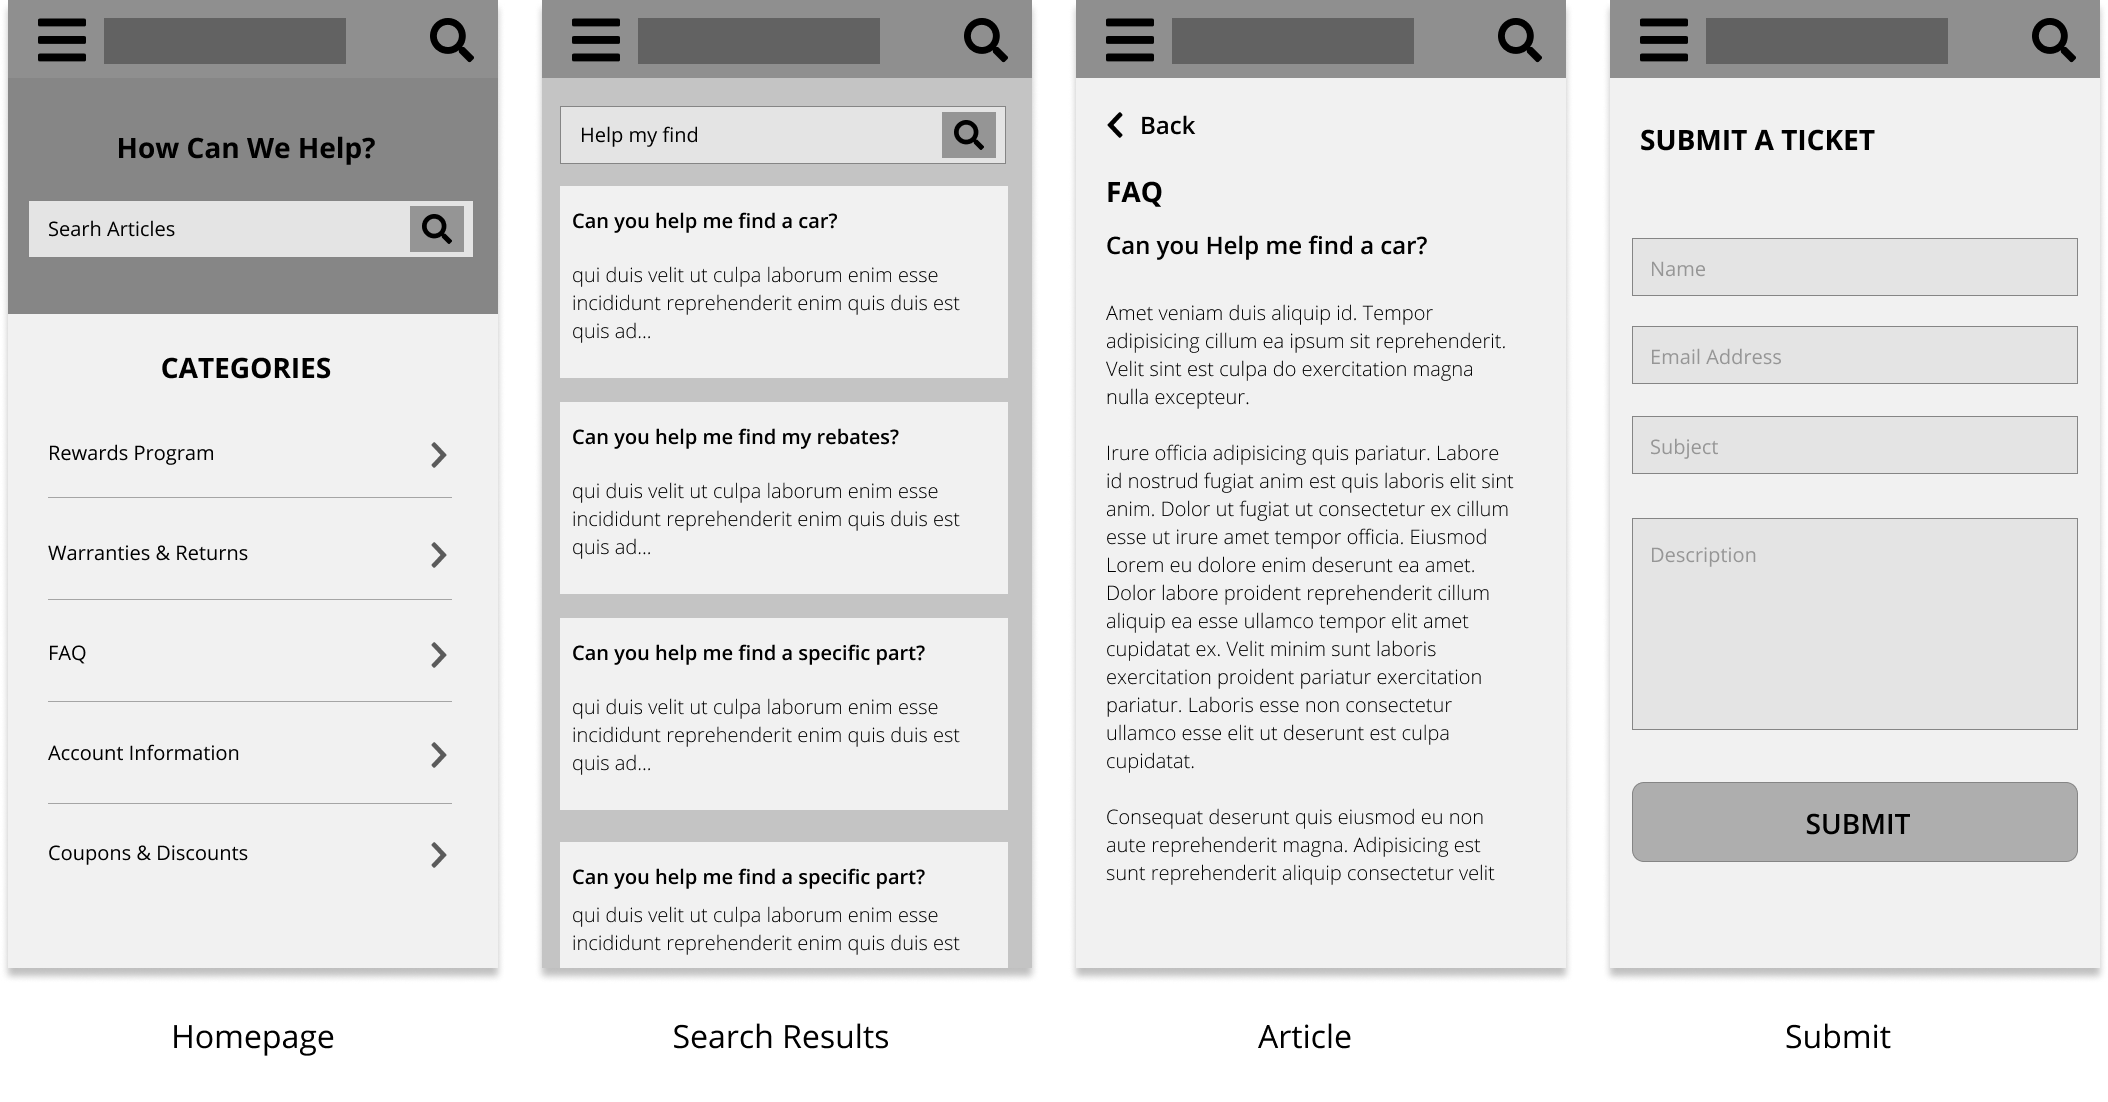 How Can We Help?
Searh Articles
CATEGORIES
Rewards Program
Warranties & Returns
FAQ
Account Information
Coupons & Discounts
Homepage
Help my find
Can you help me find a car?
qui duis velit ut culpa laborum enim esse
incididunt reprehenderit enim quis duis est
quis ad...
Can you help me find my rebates?
qui duis velit ut culpa laborum enim esse
incididunt reprehenderit enim quis duis est
quis ad...
Can you help me find a specific part?
qui duis velit ut culpa laborum enim esse
incididunt reprehenderit enim quis duis est
quis ad...
Can you help me find a specific part?
qui duis velit ut culpa laborum enim esse
incididunt reprehenderit enim quis duis est
Search Results
Back
FAQ
Can you Help me find a car?
Amet veniam duis aliquip id. Tempor
adipisicing cillum ea ipsum sit reprehenderit.
Velit sint est culpa do exercitation magna
nulla excepteur.
Irure officia adipisicing quis pariatur. Labore
id nostrud fugiat anim est quis laboris elit sint
anim. Dolor ut fugiat ut consectetur ex cillum
esse ut irure amet tempor officia. Eiusmod
Lorem eu dolore enim deserunt ea amet.
Dolor labore proident reprehenderit cillum
aliquip ea esse ullamco tempor elit amet
cupidatat ex. Velit minim sunt laboris
exercitation proident pariatur exercitation
pariatur. Laboris esse non consectetur
ullamco esse elit ut deserunt est culpa
cupidatat.
Consequat deserunt quis eiusmod eu non
aute reprehenderit magna. Adipisicing est
sunt reprehenderit aliquip consectetur velit
Article
SUBMIT A TICKET
Name
Email Address
Subject
Description
SUBMIT
Submit